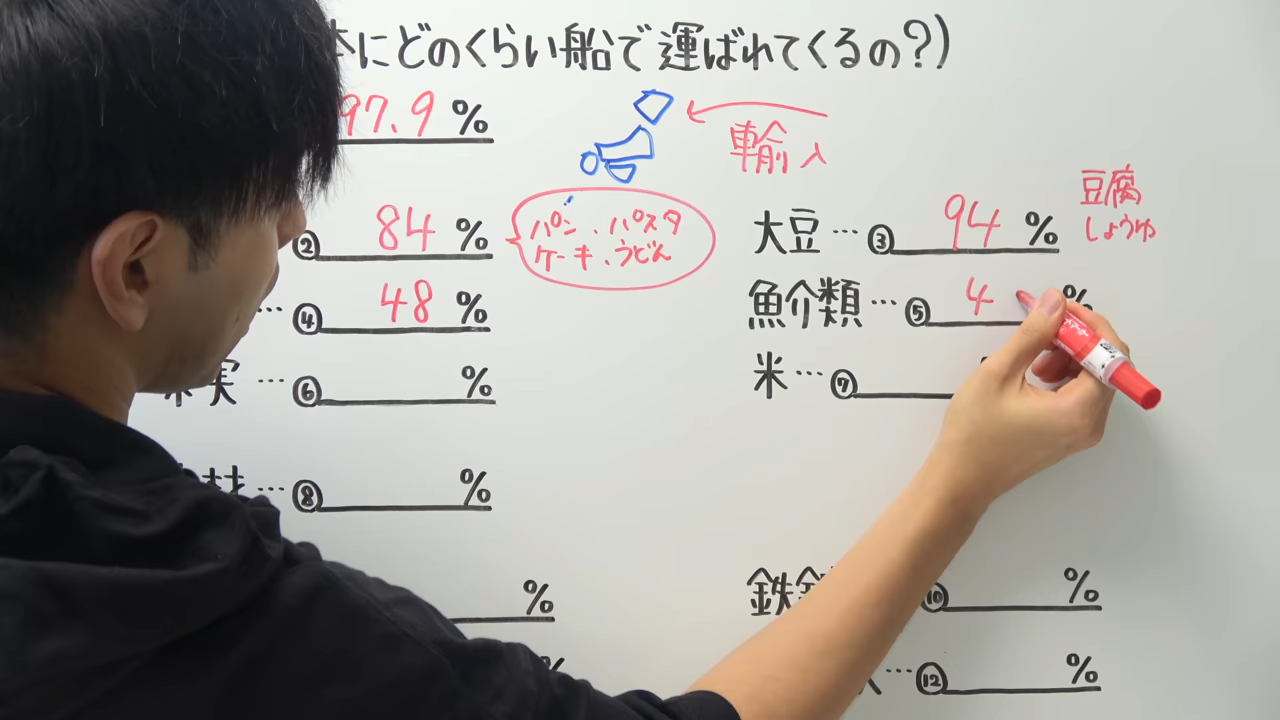 にどのくらい船で運ばれてくるの?)
97.9 %
輸入
② 84 %
パン、パスタ
ケーキ、うどん
大豆…③ 94 %
豆腐
しょうゆ
…④ 48 %
魚介類…⑤ 4 %
実…⑥ %
米…⑦
材…⑧ %
%
鉄 ⑩ %
%
…⑫ %